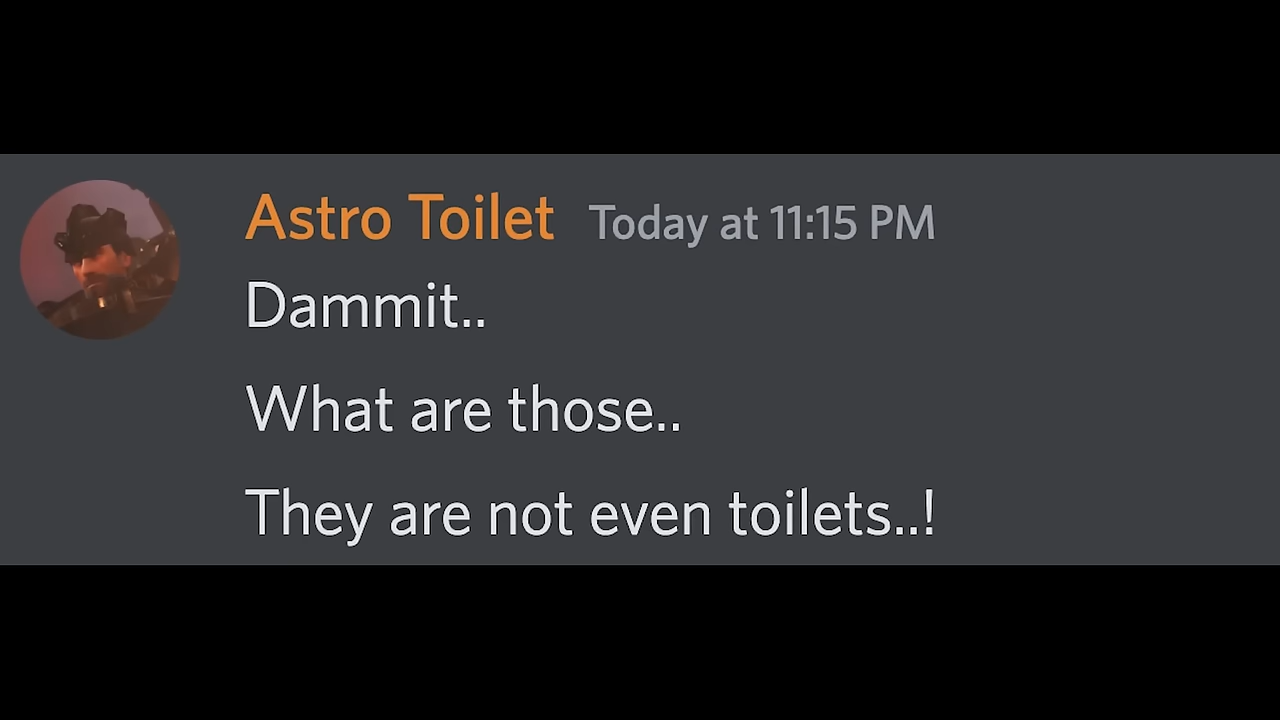 Astro Toilet Today at 11:15 PM
Dammit..
What are those..
They are not even toilets..!